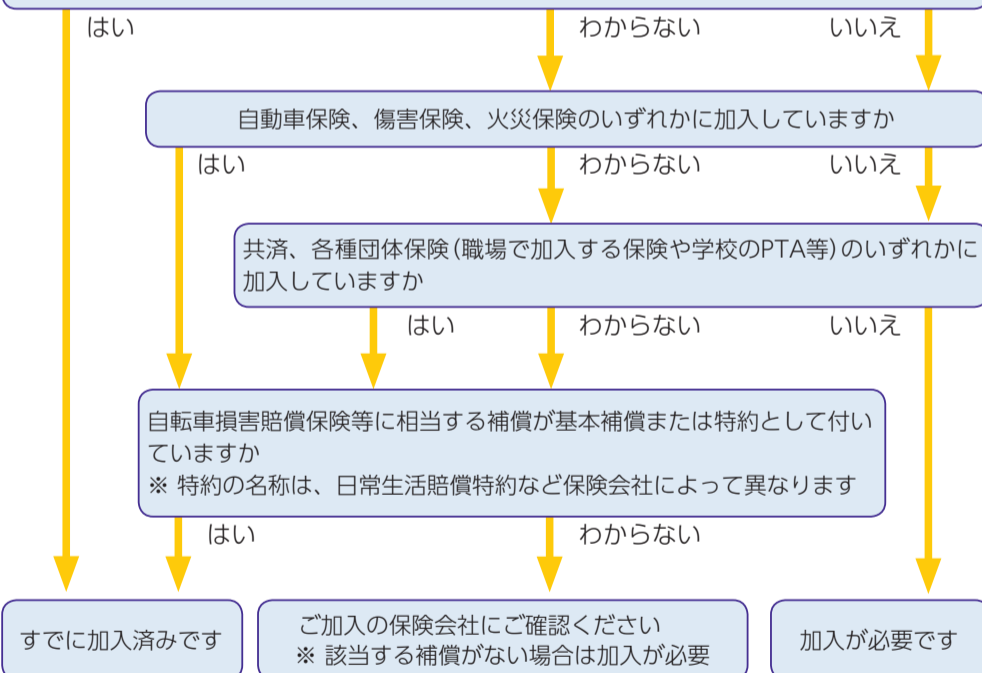 はい
わからない
いいえ
自動車保険、傷害保険、火災保険のいずれかに加入していますか
はい
わからない
いいえ
共済、各種団体保険(職場で加入する保険や学校のPTA等)のいずれかに
加入していますか
はい
わからない
いいえ
自転車損害賠償保険等に相当する補償が基本補償または特約として付い
ていますか
※ 特約の名称は、日常生活賠償特約など保険会社によって異なります
はい
わからない
すでに加入済みです
ご加入の保険会社にご確認ください
※ 該当する補償がない場合は加入が必要
加入が必要です